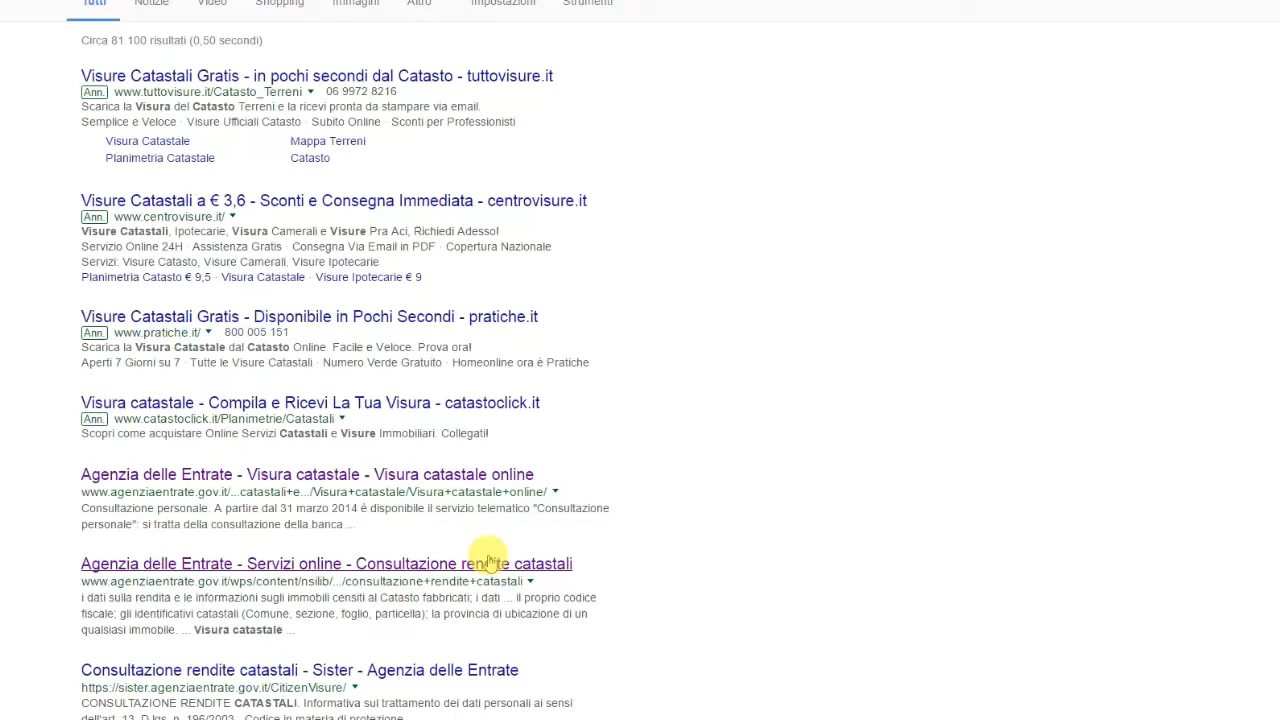 Tutti Notizie Video Shopping Immagini Altro Impostazioni Strumenti
Circa 81 100 risultati (0,50 secondi)
Visure Catastali Gratis - in pochi secondi dal Catasto - tuttovisure.it
Ann. www.tuttovisure.it/Catasto_Terreni 06 9972 8216
Scarica la Visura del Catasto Terreni e la ricevi pronta da stampare via email.
Semplice e Veloce · Visure Ufficiali Catasto · Subito Online · Sconti per Professionisti
Visura Catastale Mappa Terreni
Planimetria Catastale Catasto
Visure Catastali a € 3,6 - Sconti e Consegna Immediata - centrovisure.it
Ann. www.centrovisure.it/
Visure Catastali, Ipotecarie, Visura Camerali e Visure Pra Aci, Richiedi Adesso!
Servizio Online 24H · Assistenza Gratis · Consegna Via Email in PDF · Copertura Nazionale
Servizi: Visure Catasto, Visure Camerali, Visure Ipotecarie
Planimetria Catasto € 9,5 · Visura Catastale · Visure Ipotecarie € 9
Visure Catastali Gratis - Disponibile in Pochi Secondi - pratiche.it
Ann. www.pratiche.it/ 800 005 151
Scarica la Visura Catastale dal Catasto Online. Facile e Veloce. Prova ora!
Aperti 7 Giorni su 7 · Tutte le Visure Catastali · Numero Verde Gratuito · Homeonline ora è Pratiche
Visura catastale - Compila e Ricevi La Tua Visura - catastoclick.it
Ann. www.catastoclick.it/Planimetrie/Catastali
Scopri come acquistare Online Servizi Catastali e Visure Immobiliari. Collegati!
Agenzia delle Entrate - Visura catastale - Visura catastale online
www.agenziaentrate.gov.it/...catastali+e.../Visura+catastale/Visura+catastale+online/
Consultazione personale. A partire dal 31 marzo 2014 è disponibile il servizio telematico "Consultazione
personale": si tratta della consultazione della banca ...
Agenzia delle Entrate - Servizi online - Consultazione rendite catastali
www.agenziaentrate.gov.it/wps/content/nsilib/.../consultazione+rendite+catastali
i dati sulla rendita e le informazioni sugli immobili censiti al Catasto fabbricati; i dati ... il proprio codice
fiscale; gli identificativi catastali (Comune, sezione, foglio, particella); la provincia di ubicazione di un
qualsiasi immobile. ... Visura catastale ...
Consultazione rendite catastali - Sister - Agenzia delle Entrate
https://sister.agenziaentrate.gov.it/CitizenVisure/
CONSULTAZIONE RENDITE CATASTALI. Informativa sul trattamento dei dati personali ai sensi
dell'art. 13, D.lgs. n. 196/2003 - Codice in materia di protezione